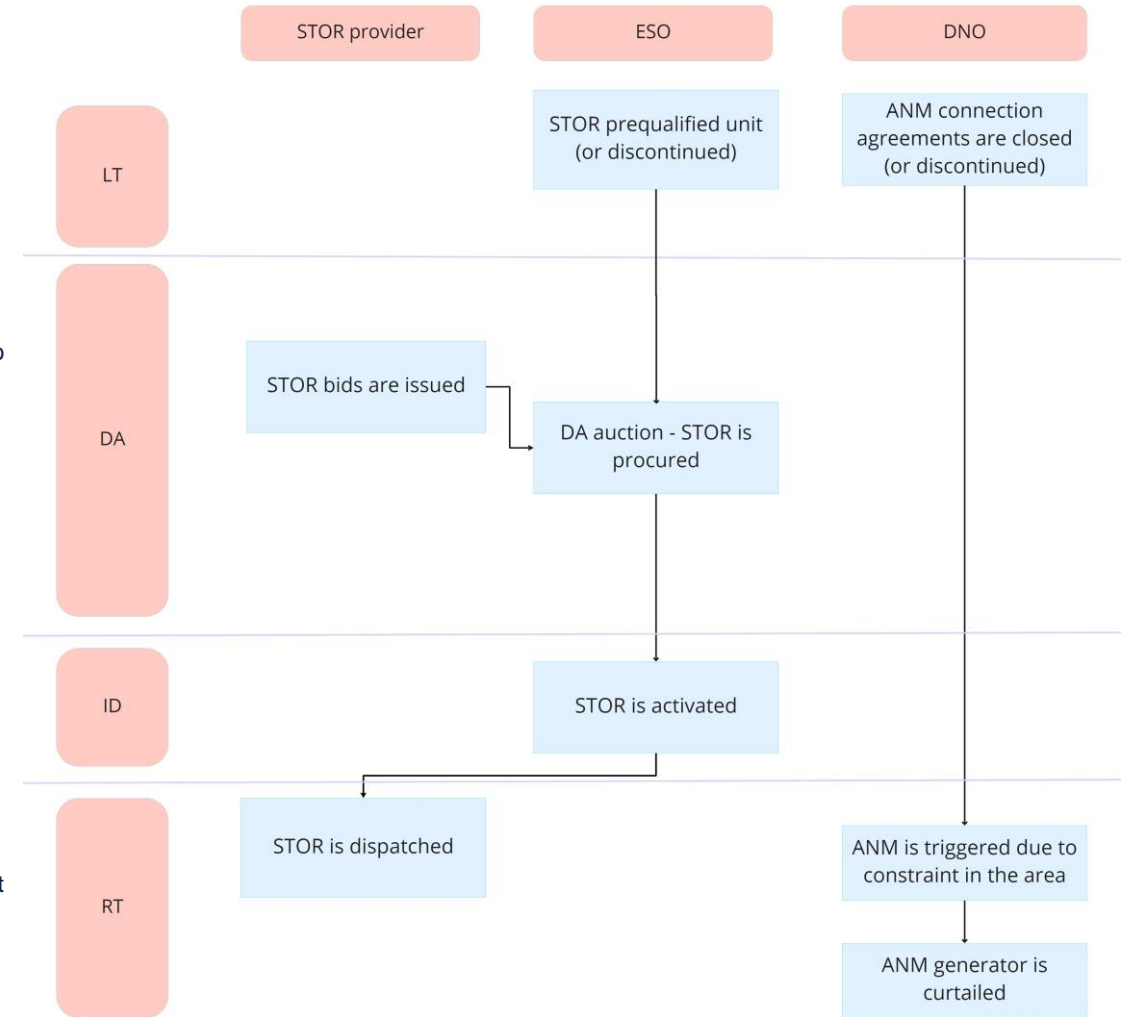 STOR provider
ESO
DNO
LT
STOR prequalified unit
(or discontinued)
ANM connection
agreements are closed
(or discontinued)
DA
STOR bids are issued
DA auction - STOR is
procured
ID
STOR is activated
RT
STOR is dispatched
ANM is triggered due to
constraint in the area
ANM generator is
curtailed